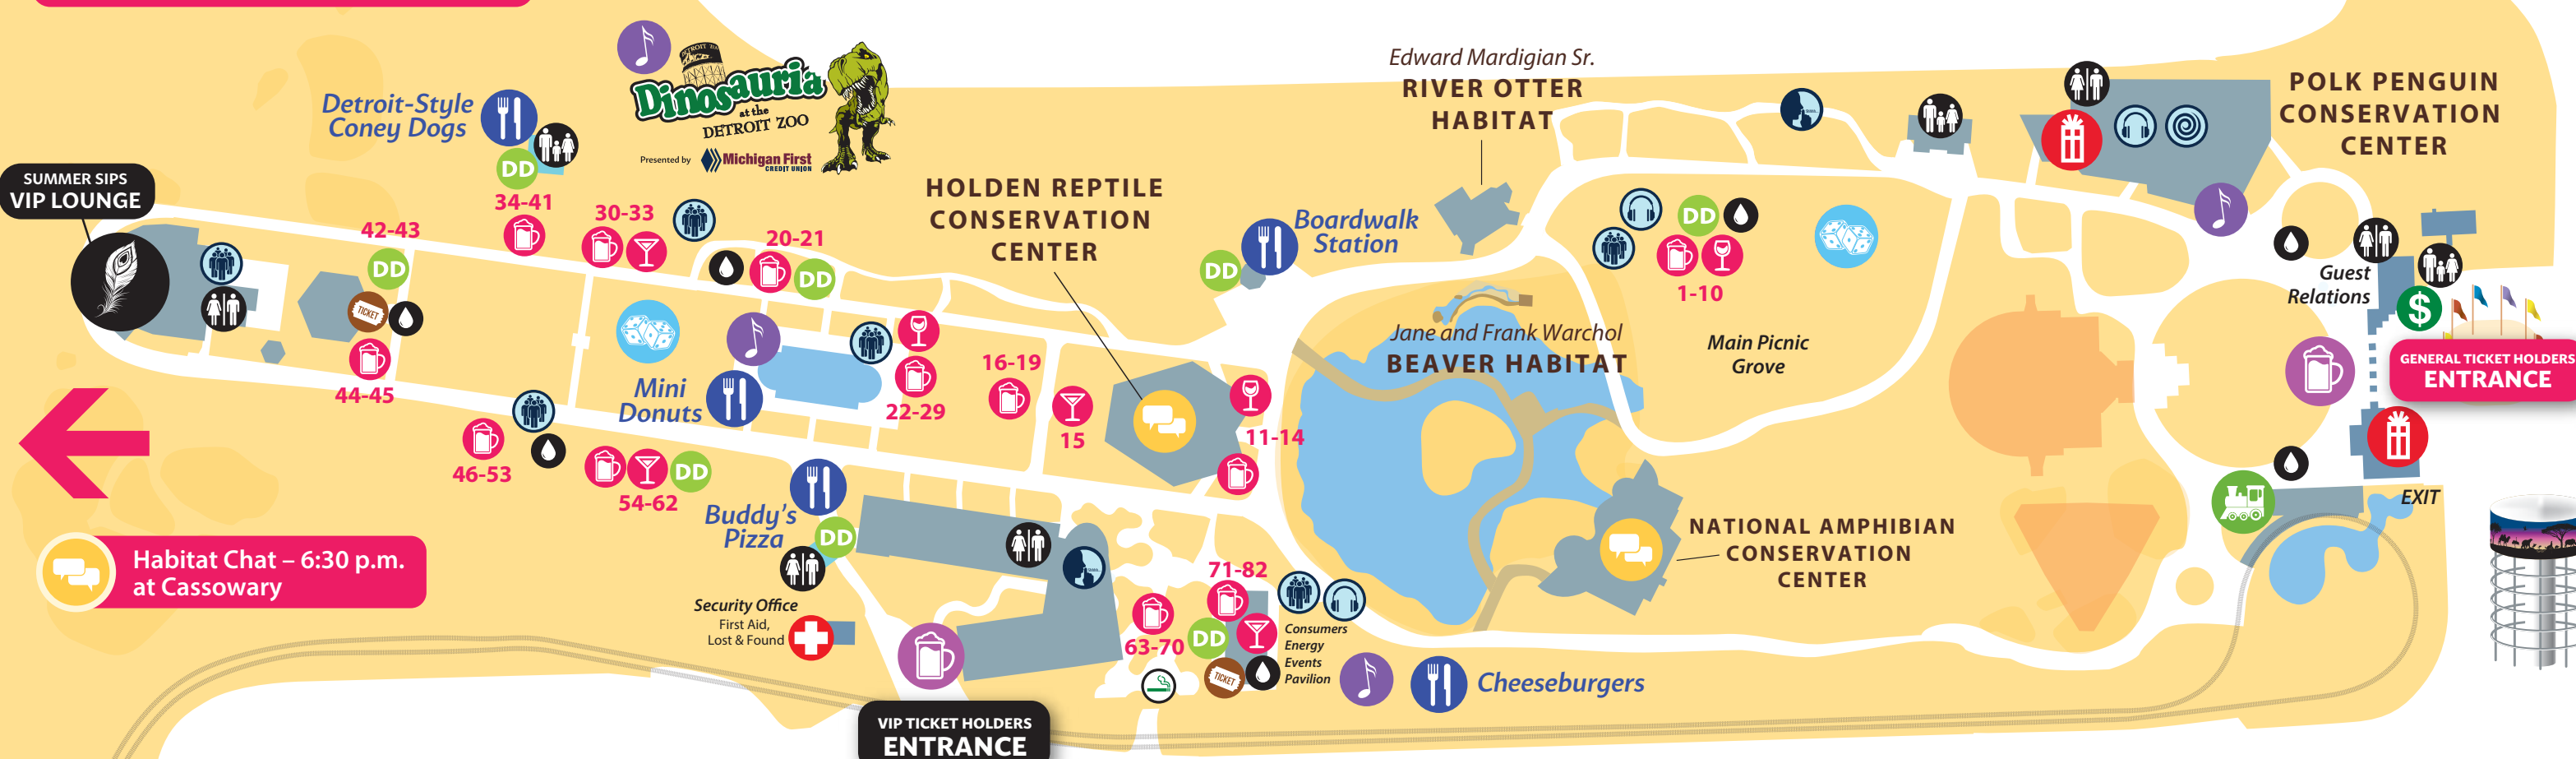 Detroit-Style
Coney Dogs
DD
34-41
SUMMER SIPS
VIP LOUNGE
42-43
DD
TICKET
44-45
30-33
DETROIT ZOO
Dinosauria
at the
DETROIT ZOO
Presented by
Michigan First
CREDIT UNION
20-21
DD
HOLDEN REPTILE
CONSERVATION
CENTER
Edward Mardigian Sr.
RIVER OTTER
HABITAT
Boardwalk
Station
DD
DD
1-10
Main Picnic
Grove
POLK PENGUIN
CONSERVATION
CENTER
Guest
Relations
$
GENERAL TICKET HOLDERS
ENTRANCE
EXIT
Jane and Frank Warchol
BEAVER HABITAT
Mini
Donuts
22-29
16-19
15
11-14
46-53
54-62
DD
Buddy's
Pizza
DD
Habitat Chat – 6:30 p.m.
at Cassowary
Security Office
First Aid,
Lost & Found
VIP TICKET HOLDERS
ENTRANCE
71-82
63-70
DD
TICKET
Consumers
Energy
Events
Pavilion
Cheeseburgers
NATIONAL AMPHIBIAN
CONSERVATION
CENTER